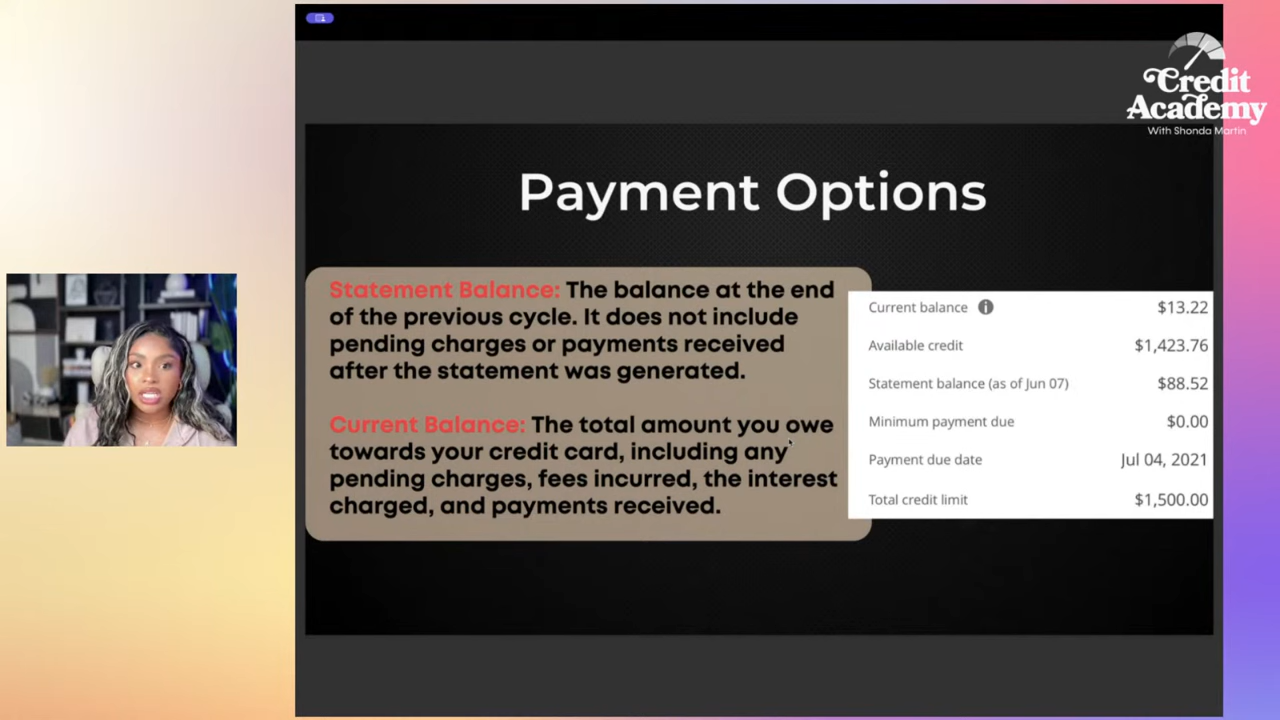 Credit
Academy
With Shonda Martin
Payment Options
Statement Balance: The balance at the end
of the previous cycle. It does not include
pending charges or payments received
after the statement was generated.
Current Balance: The total amount you owe
towards your credit card, including any
pending charges, fees incurred, the interest
charged, and payments received.
Current balance $13.22
Available credit $1,423.76
Statement balance (as of Jun 07) $88.52
Minimum payment due $0.00
Payment due date Jul 04, 2021
Total credit limit $1,500.00